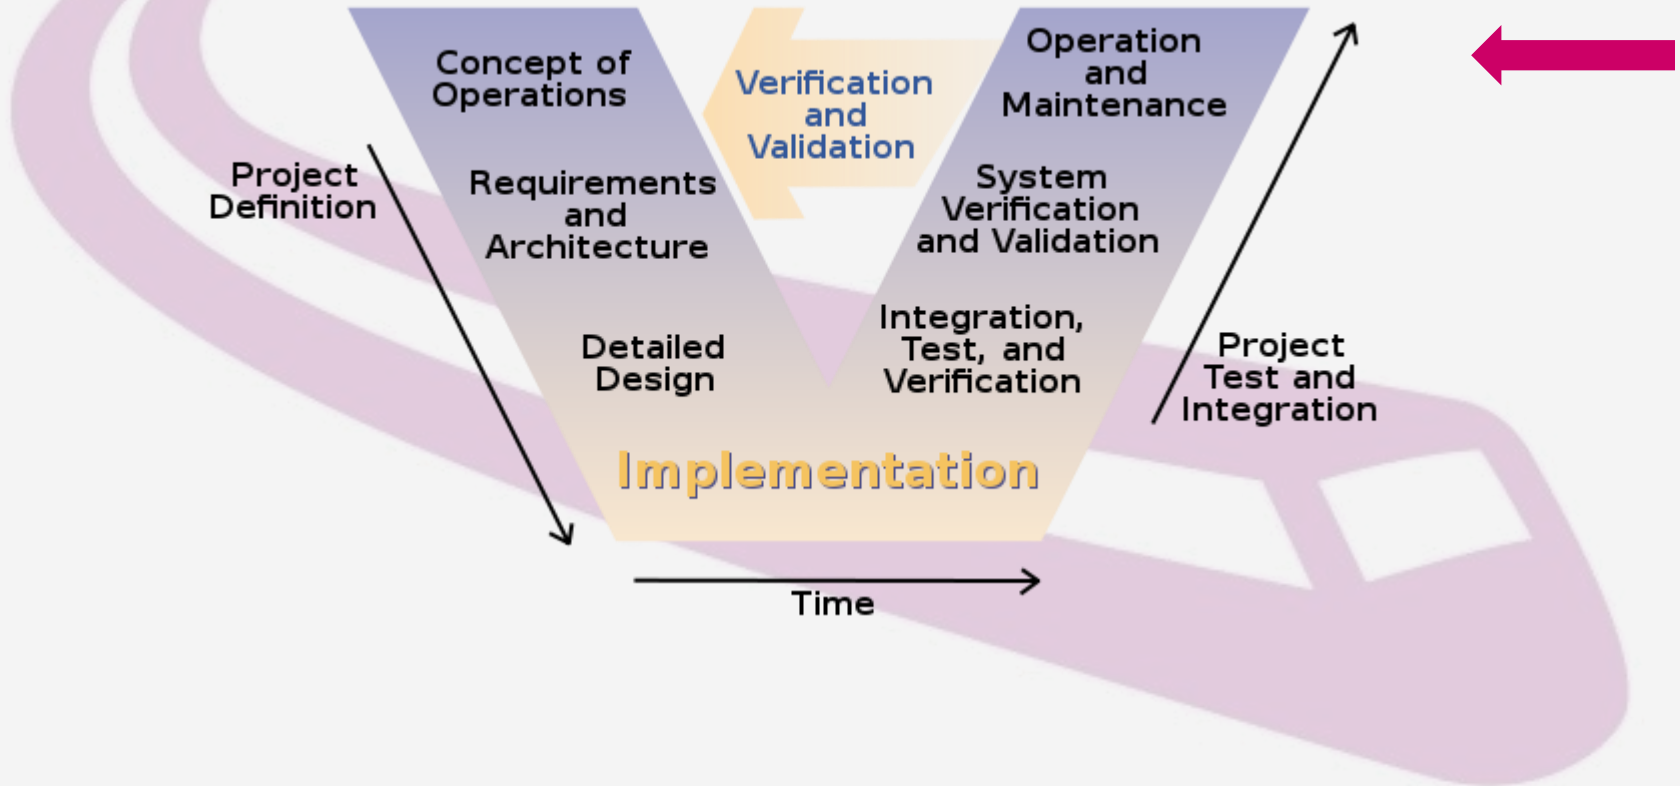 Concept of
Operations
Verification
and
Validation
Operation
and
Maintenance
Project
Definition
Requirements
and
Architecture
System
Verification
and Validation
Detailed
Design
Integration,
Test, and
Verification
Project
Test and
Integration
Implementation
Time